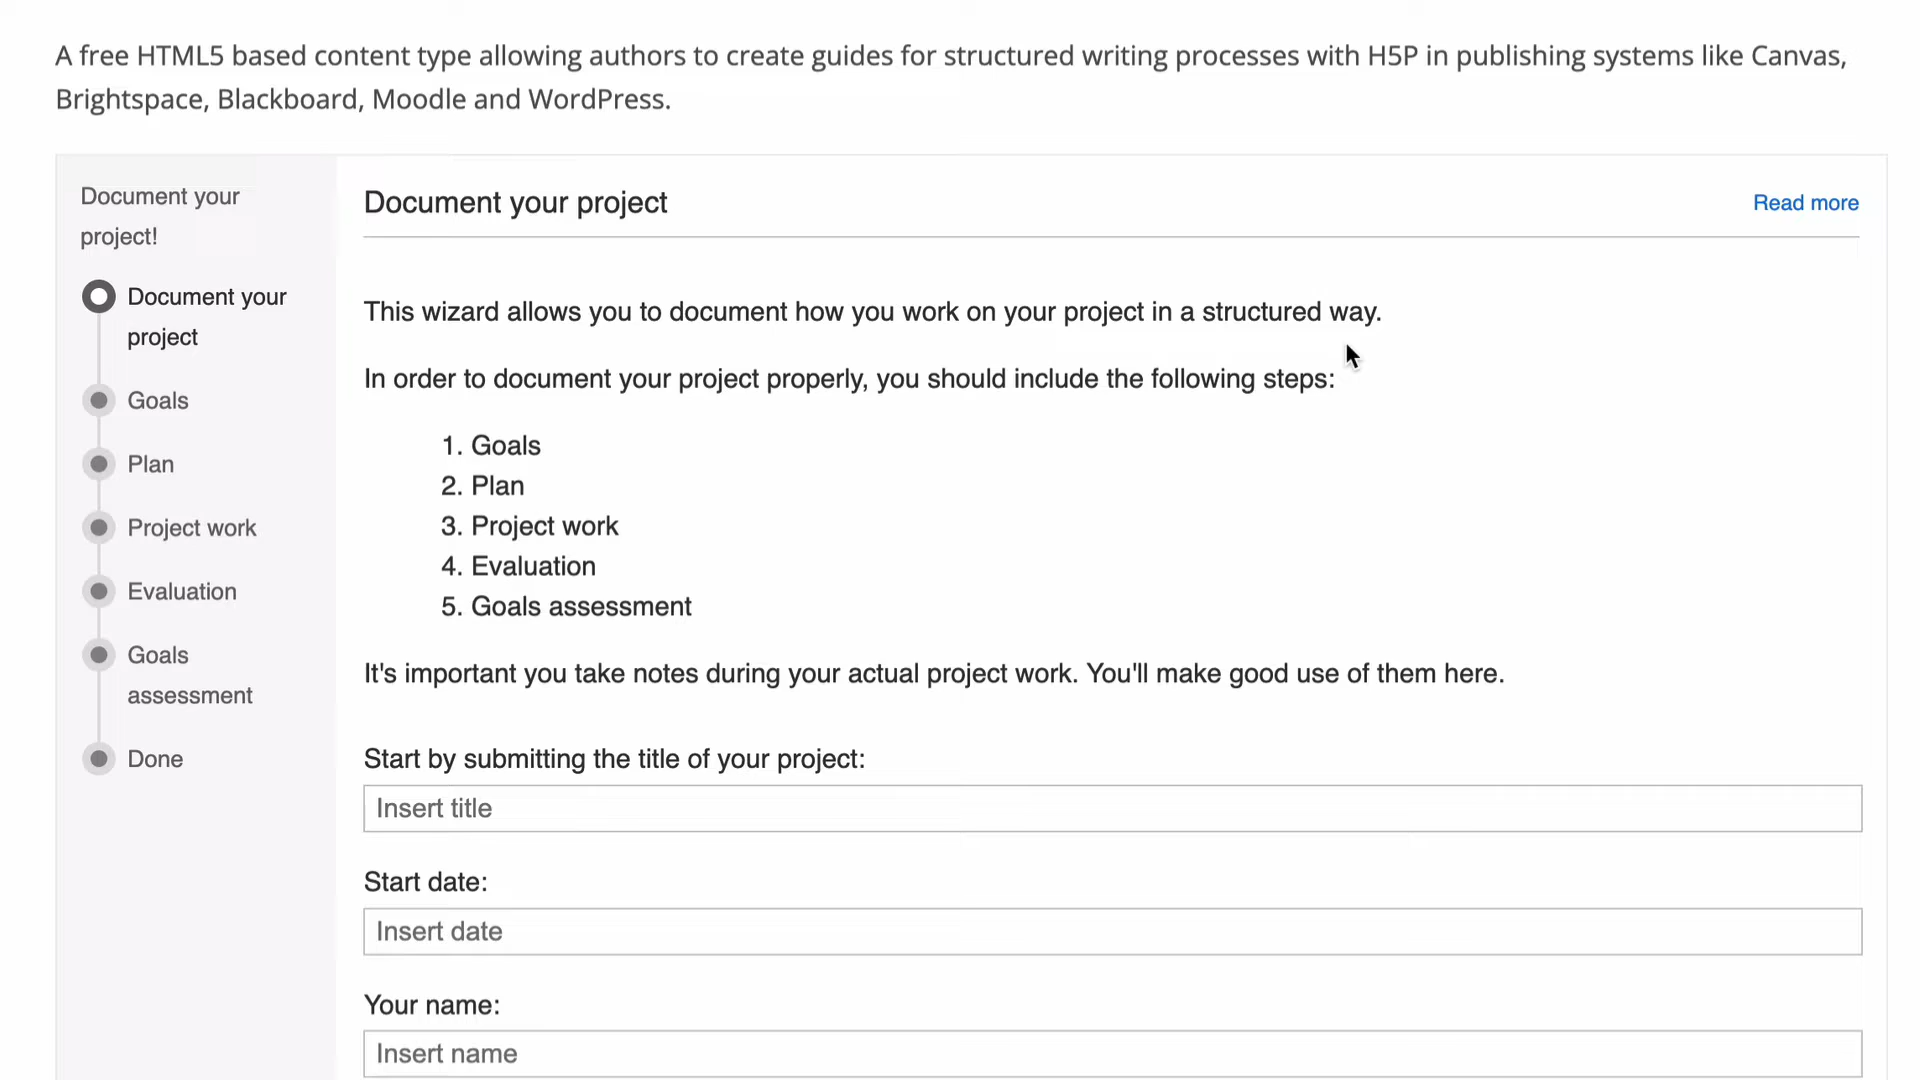 A free HTML5 based content type allowing authors to create guides for structured writing processes with H5P in publishing systems like Canvas,
Brightspace, Blackboard, Moodle and WordPress.
Document your
project!
Document your
project
Goals
Plan
Project work
Evaluation
Goals
assessment
Done
Document your project
Read more
This wizard allows you to document how you work on your project in a structured way.
In order to document your project properly, you should include the following steps:
1. Goals
2. Plan
3. Project work
4. Evaluation
5. Goals assessment
It's important you take notes during your actual project work. You'll make good use of them here.
Start by submitting the title of your project:
Insert title
Start date:
Insert date
Your name:
Insert name